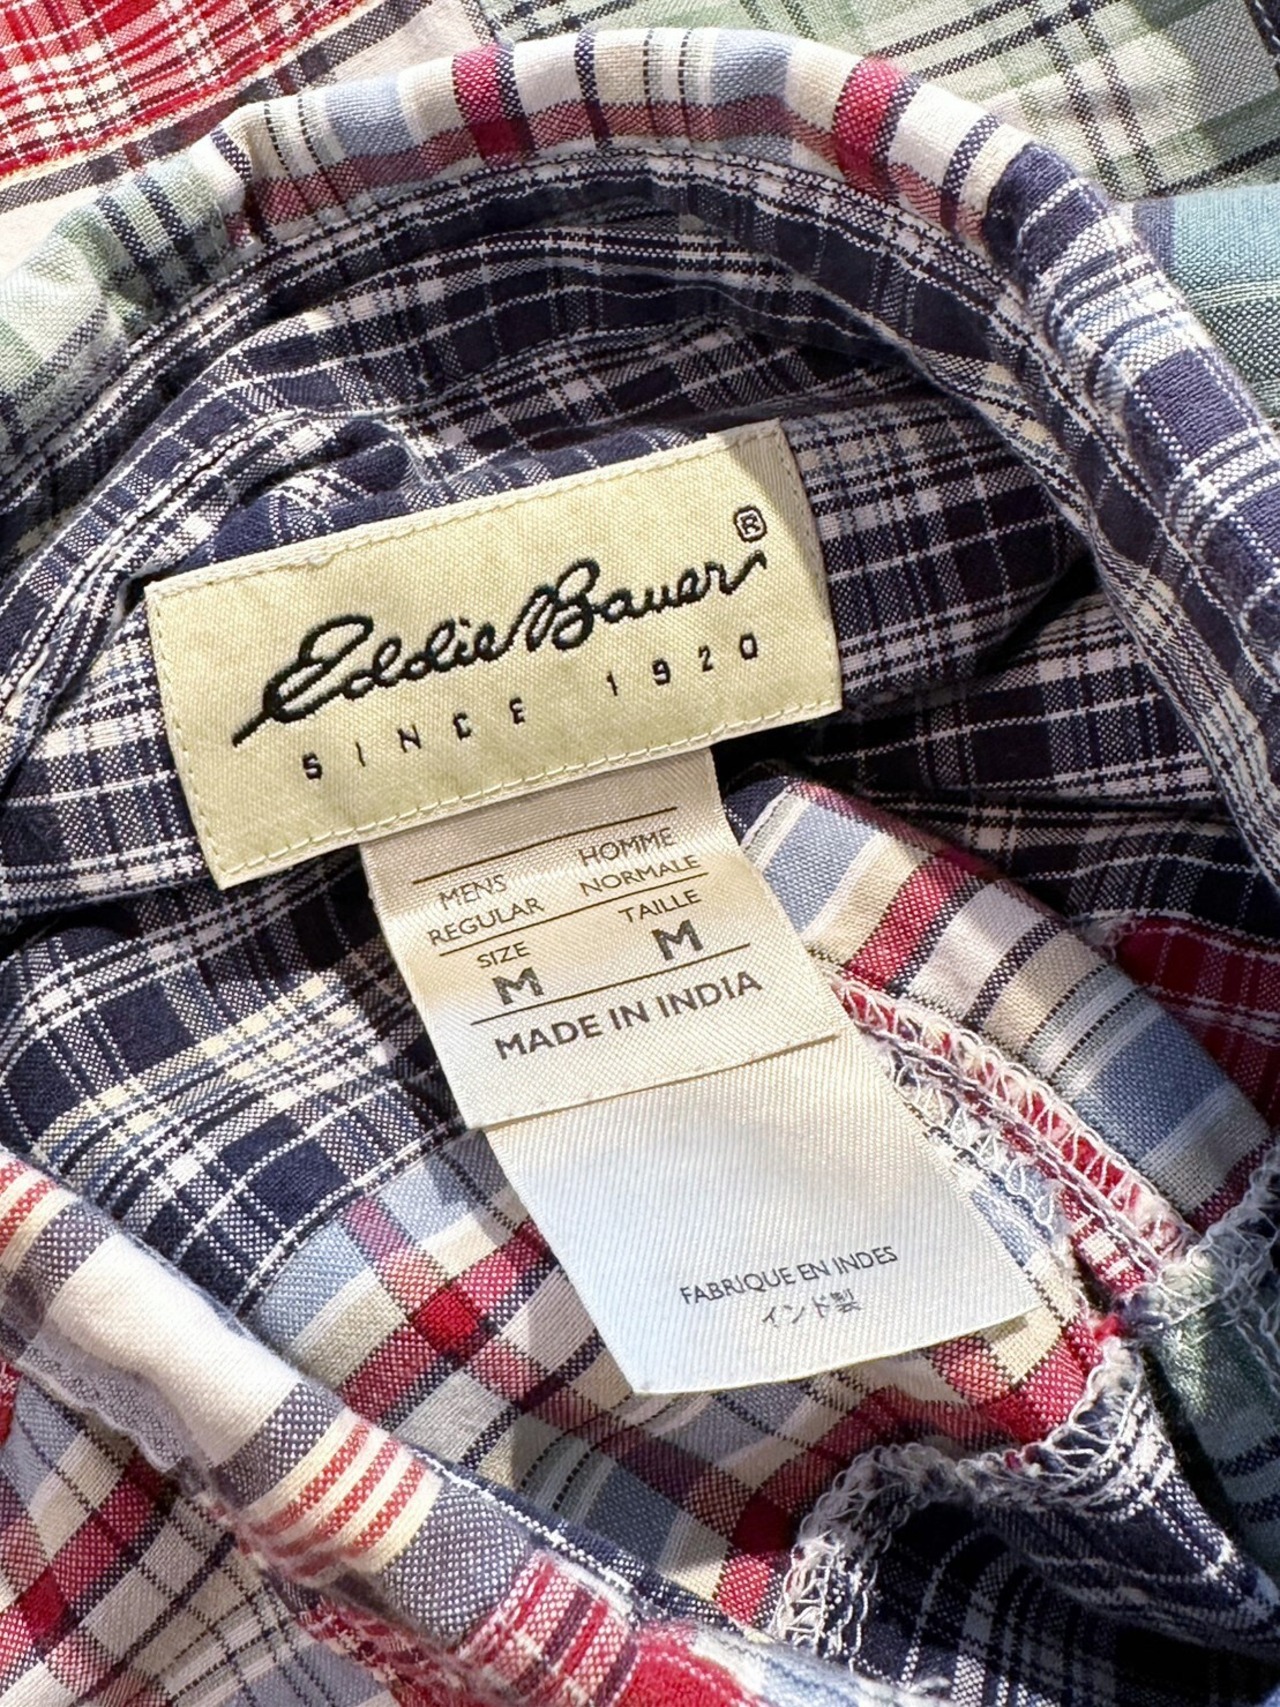 Eddie Bauer®
SINCE 1920
MENS HOMME
REGULAR NORMALE
SIZE TAILLE
M M
MADE IN INDIA
FABRIQUE EN INDES
インド製